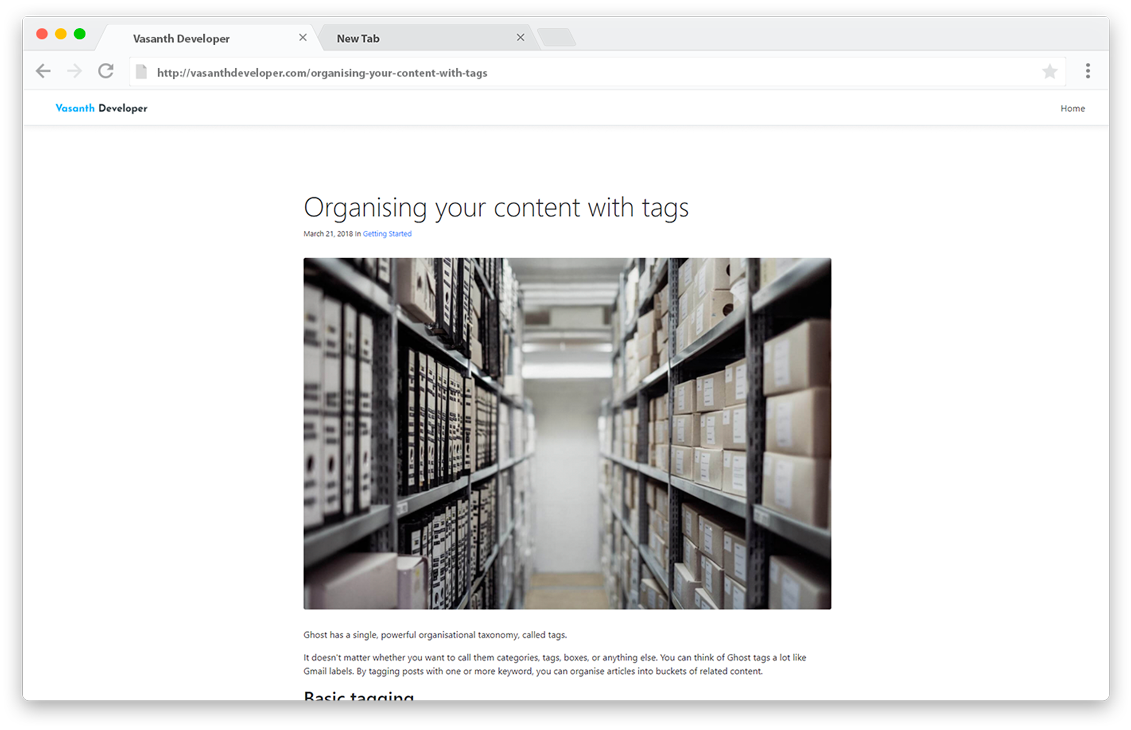 Vasanth Developer
New Tab
http://vasanthdeveloper.com/organising-your-content-with-tags
Vasanth Developer
Home
Organising your content with tags
March 21, 2018 in Getting Started
Ghost has a single, powerful organisational taxonomy, called tags.
It doesn't matter whether you want to call them categories, tags, boxes, or anything else. You can think of Ghost tags a lot like
Gmail labels. By tagging posts with one or more keyword, you can organise articles into buckets of related content.
Basic tagging